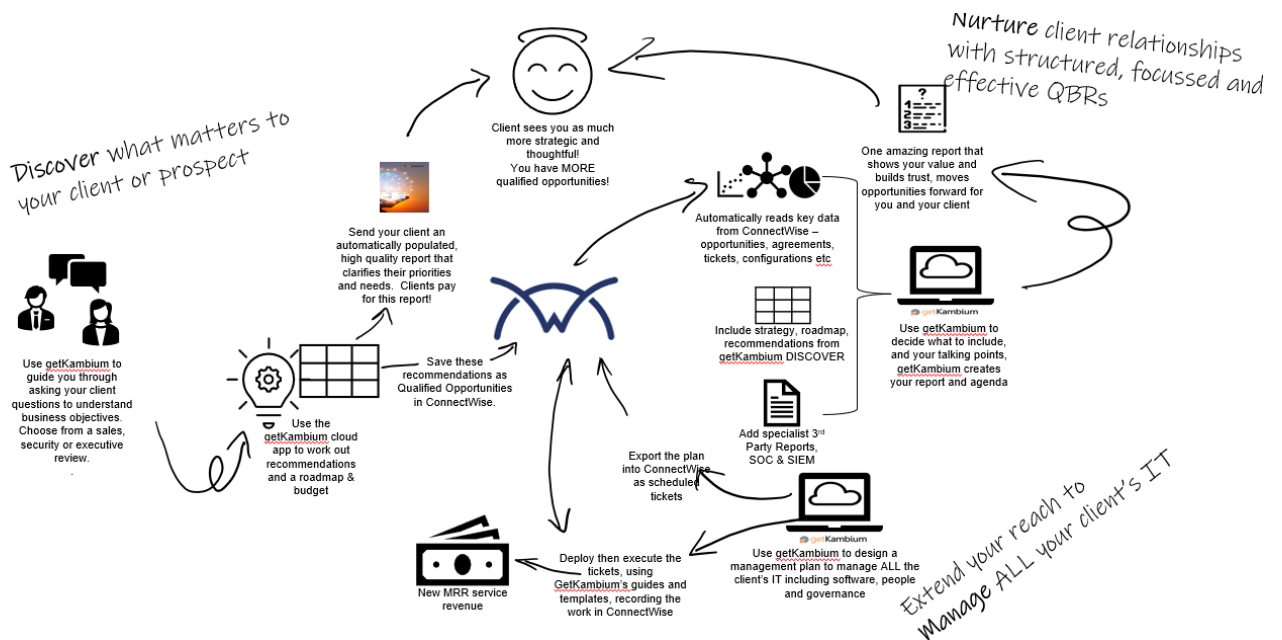 Discover what matters to
your client or prospect
Use getKambium to
guide you through
asking your client
questions to understand
business objectives.
Choose from a sales,
security or executive
review.
.
Use the
getKambium cloud
app to work out
recommendations
and a roadmap &
budget
Send your client an
automatically populated,
high quality report that
clarifies their priorities
and needs. Clients pay
for this report!
Save these
recommendations as
Qualified Opportunities
in ConnectWise.
Client sees you as much
more strategic and
thoughtful!
You have MORE
qualified opportunities!
Nurture client relationships
with structured, focussed and
effective QBRs
?
1
2
3
One amazing report that
shows your value and
builds trust, moves
opportunities forward for
you and your client
Automatically reads key data
from ConnectWise –
opportunities, agreements,
tickets, configurations etc
Include strategy, roadmap,
recommendations from
getKambium DISCOVER
Add specialist 3rd
Party Reports,
SOC & SIEM
getKambium
Use getKambium to
decide what to include,
and your talking points,
getKambium creates
your report and agenda
Extend your reach to
Manage ALL your client's IT
getKambium
Use getKambium to design a
management plan to manage ALL the
client's IT including software, people
and governance
Export the plan
into ConnectWise
as scheduled
tickets
Deploy then execute the
tickets, using
GetKambium's guides and
templates, recording the
work in ConnectWise
New MRR service
revenue